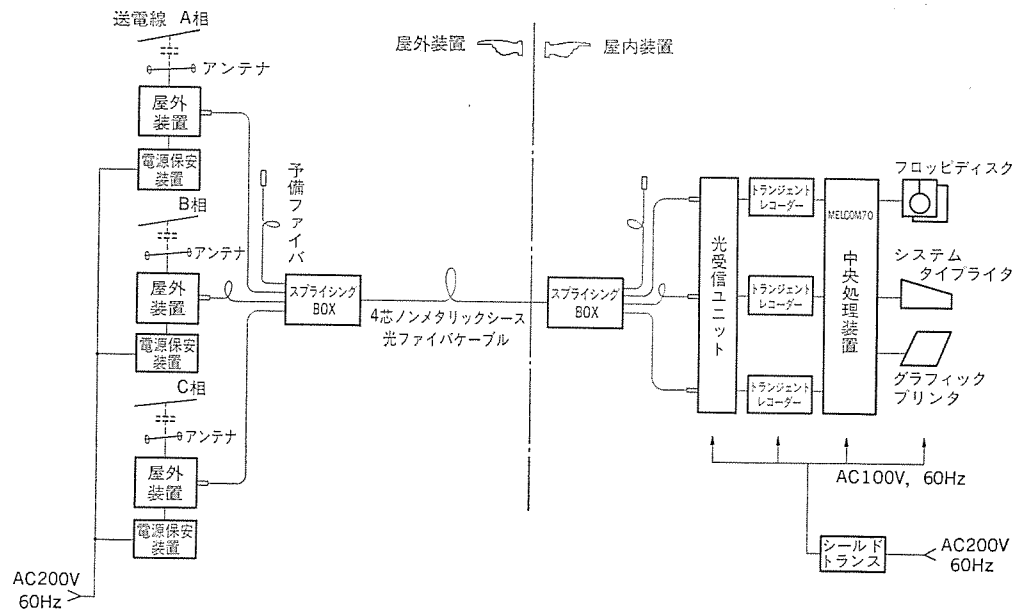 送電線 A相
アンテナ
屋外
装置
電源保安
装置
B相
アンテナ
屋外
装置
電源保安
装置
C相
アンテナ
屋外
装置
電源保安
装置
AC200V
60Hz
予備ファイバ
スプライシング
BOX
4芯ノンメタリックシース
光ファイバケーブル
屋外装置
屋内装置
スプライシング
BOX
光受信ユニット
トランジェント
レコーダー
トランジェント
レコーダー
トランジェント
レコーダー
MELCOM70
中央処理装置
フロッピディスク
システム
タイプライタ
グラフィック
プリンタ
AC100V, 60Hz
シールド
トランス
AC200V
60Hz